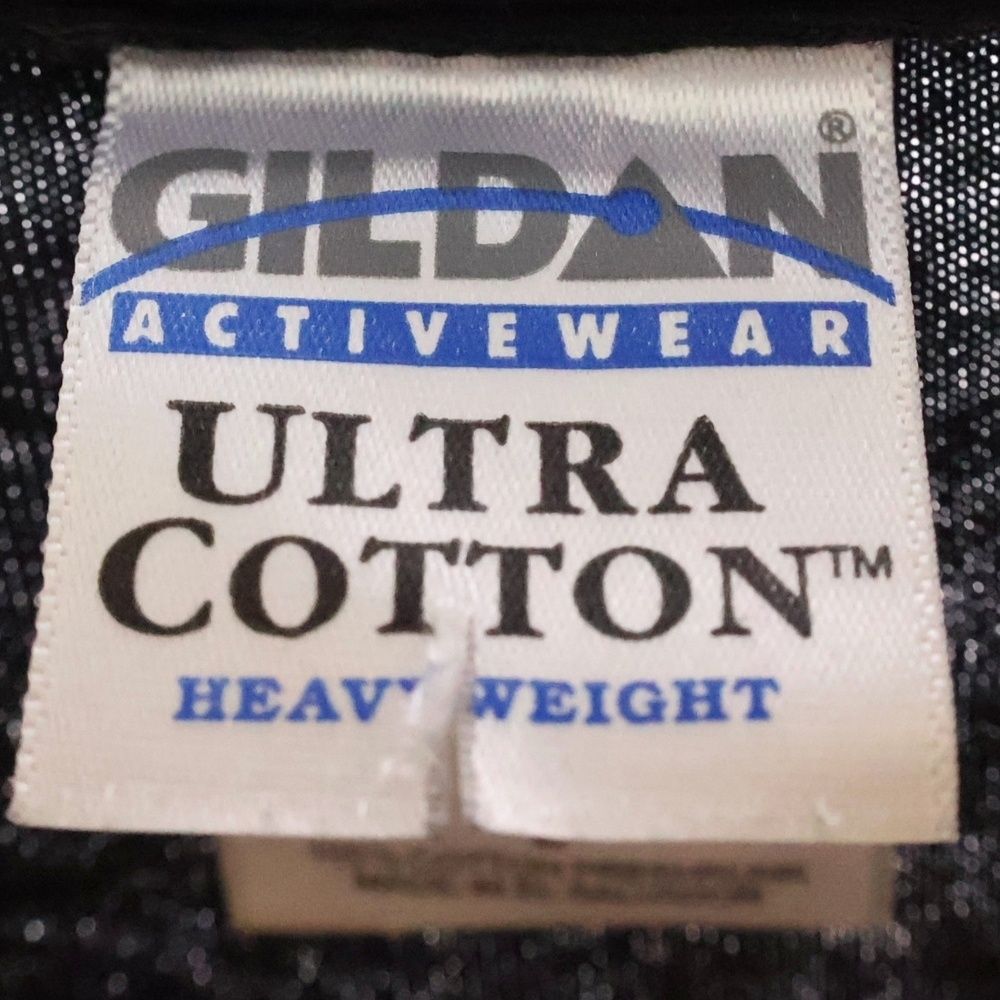 GILDAN®
ACTIVEWEAR
ULTRA
COTTON™
HEAVYWEIGHT